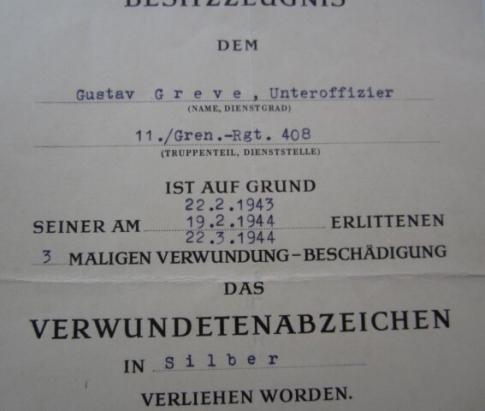 BESITZZEUGNIS
DEM
Gustav G r e v e , Unteroffizier
(NAME, DIENSTGRAD)
11./Gren.-Rgt. 408
(TRUPPENTEIL, DIENSTSTELLE)
IST AUF GRUND
22.2.1943
SEINER AM 19.2.1944 ERLITTENEN
22.3.1944
3 MALIGEN VERWUNDUNG-BESCHÄDIGUNG
DAS
VERWUNDETENABZEICHEN
IN S i l b e r
VERLIEHEN WORDEN.